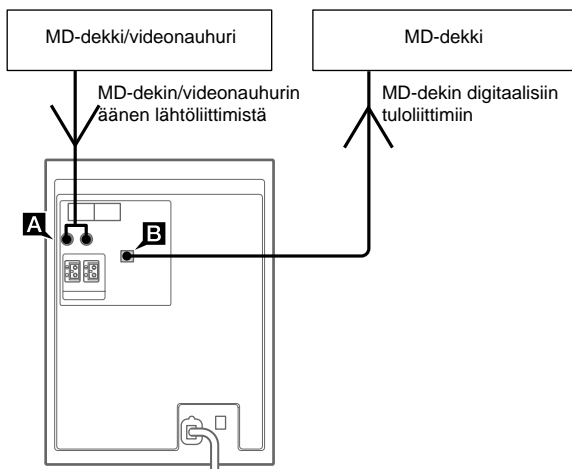 MD-dekki/videonauhuri
MD-dekki
MD-dekin/videonauhurin
äänen lähtöliittimistä
MD-dekin digitaalisiin
tuloliittimiin
A
B